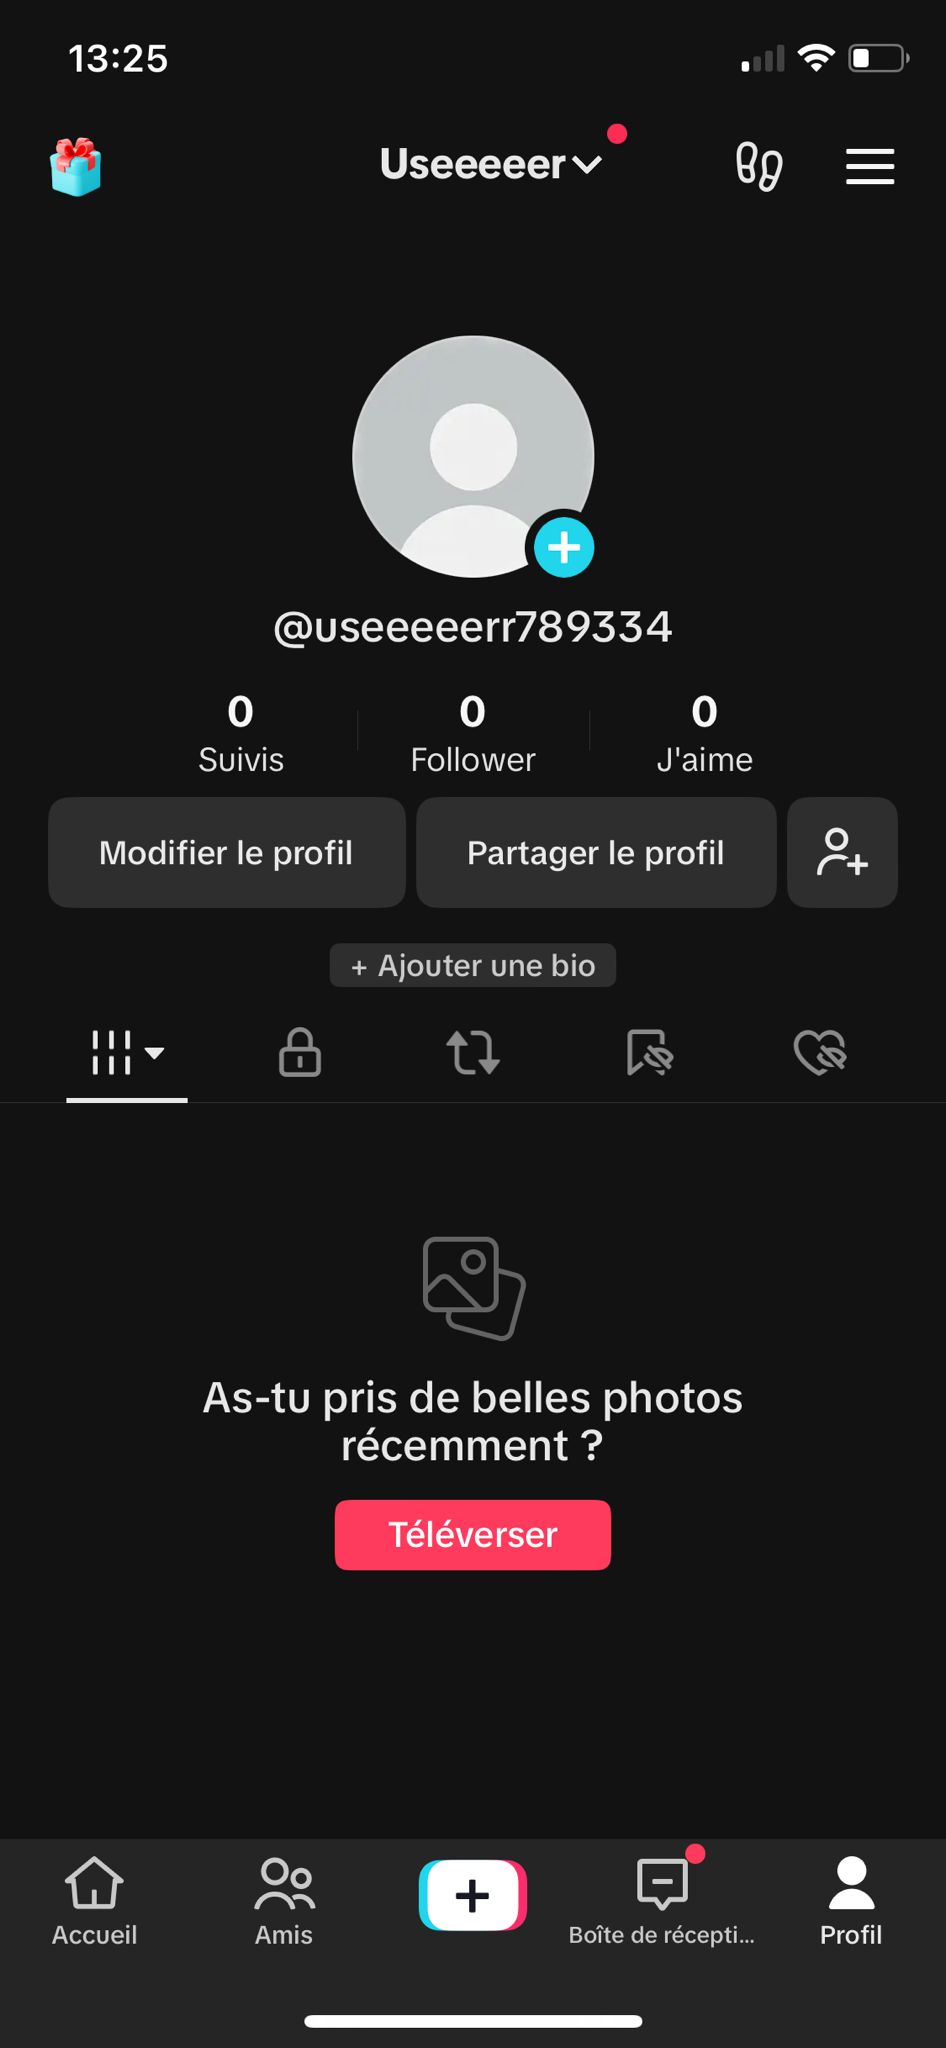 13:25
Useeeeer
@useeeeerr789334
0 0 0
Suivis Follower J'aime
Modifier le profil Partager le profil
+ Ajouter une bio
As-tu pris de belles photos
récemment ?
Téléverser
Accueil Amis Boîte de récepti... Profil